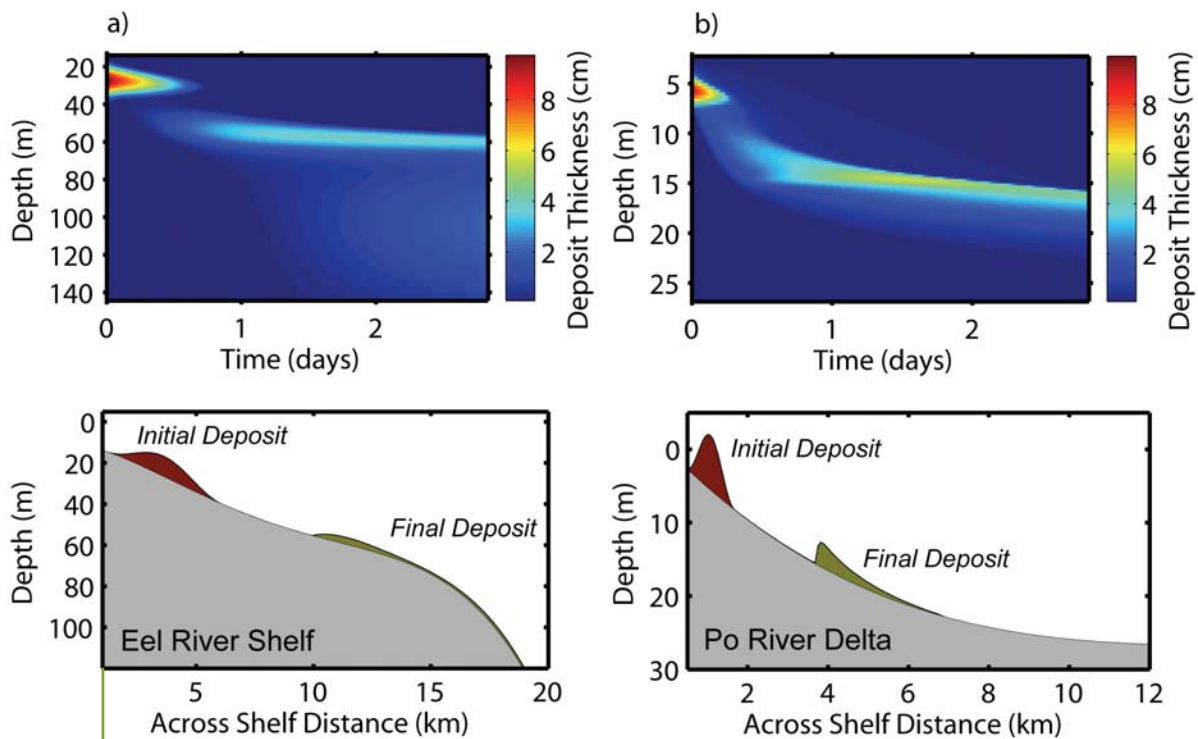 a)
20
40
60
80
100
120
140
Depth (m)
0
1
2
Time (days)
8
6
4
2
Deposit Thickness (cm)
b)
5
10
15
20
25
Depth (m)
0
1
2
Time (days)
8
6
4
2
Deposit Thickness (cm)
0
20
40
60
80
100
Depth (m)
Initial Deposit
Final Deposit
Eel River Shelf
5
10
15
20
Across Shelf Distance (km)
0
10
20
30
Depth (m)
Initial Deposit
Final Deposit
Po River Delta
2
4
6
8
10
12
Across Shelf Distance (km)